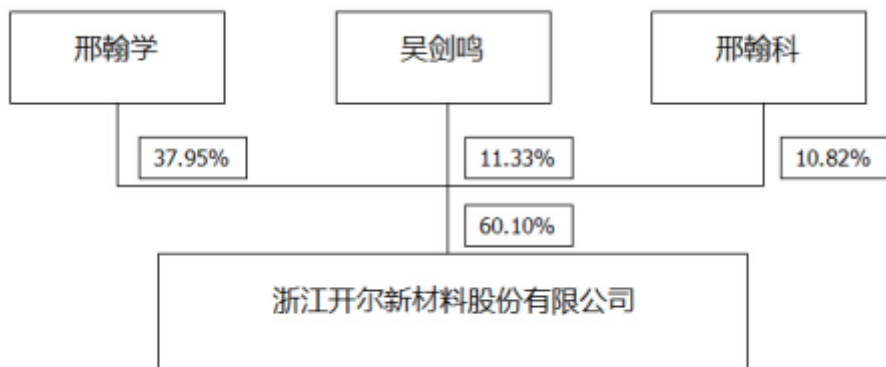 邢翰学
吴剑鸣
邢翰科
37.95%
11.33%
10.82%
60.10%
浙江开尔新材料股份有限公司